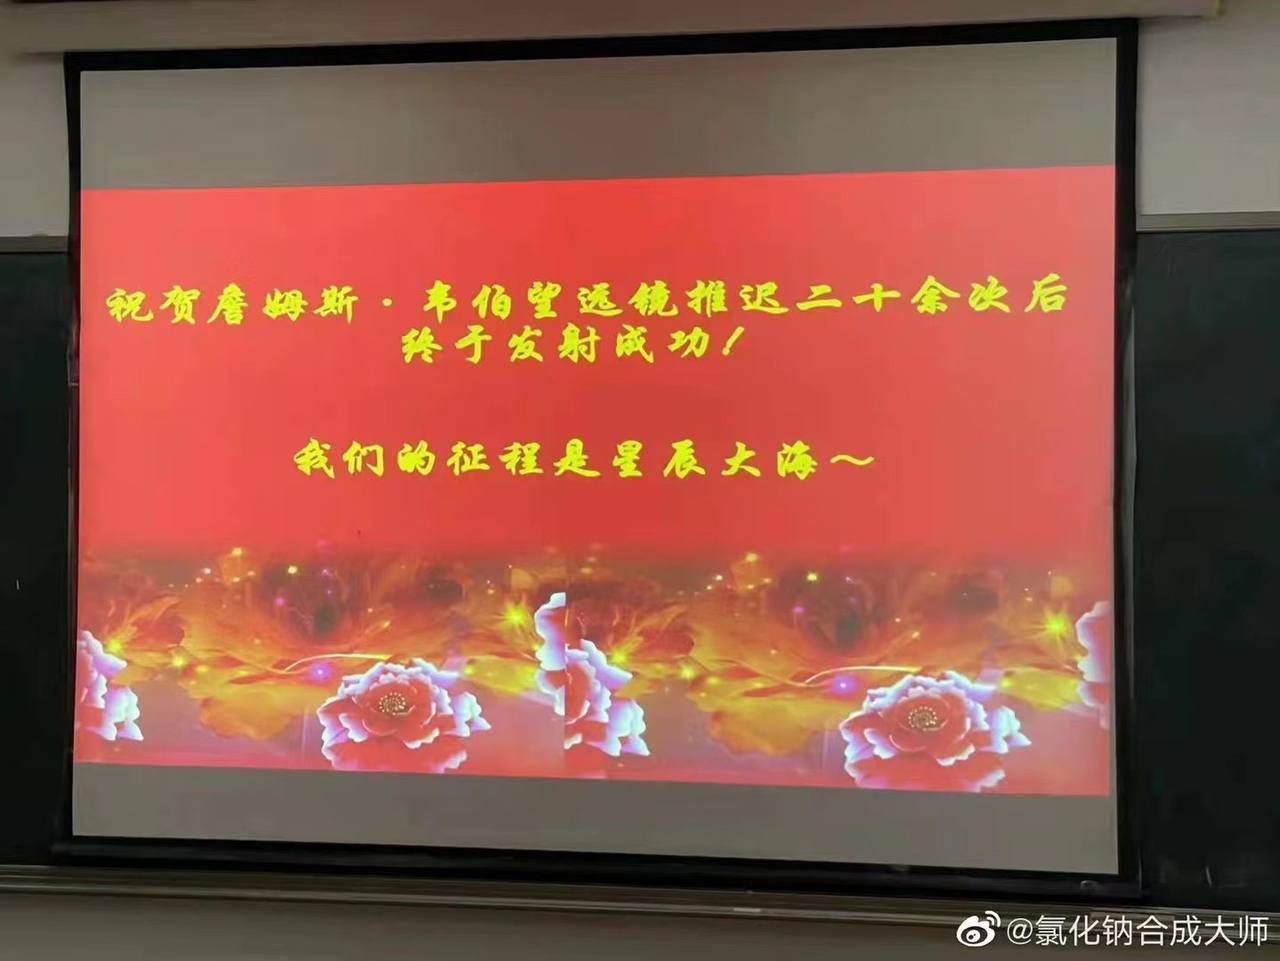 祝贺詹姆斯·韦伯望远镜推迟二十余次后
终于发射成功！
我们的征程是星辰大海～
@氯化钠合成大师